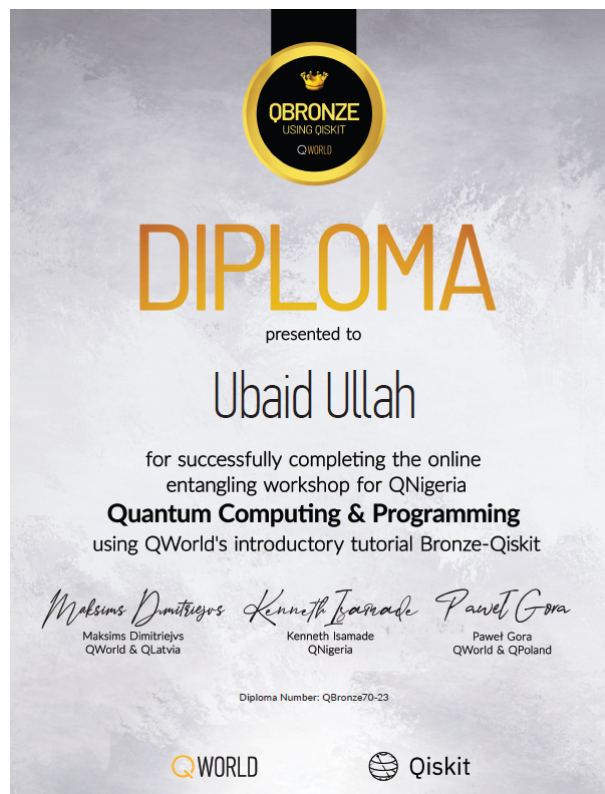 QBRONZE
USING QISKIT
QWORLD
DIPLOMA
presented to
Ubaid Ullah
for successfully completing the online
entangling workshop for QNigeria
Quantum Computing & Programming
using QWorld's introductory tutorial Bronze-Qiskit
Maksims Dimitrijevs Kenneth Isamade Paweł Gora
Maksims Dimitrijevs Kenneth Isamade Paweł Gora
QWorld & QLatvia QNigeria QWorld & QPoland
Diploma Number: QBronze70-23
QWORLD Qiskit